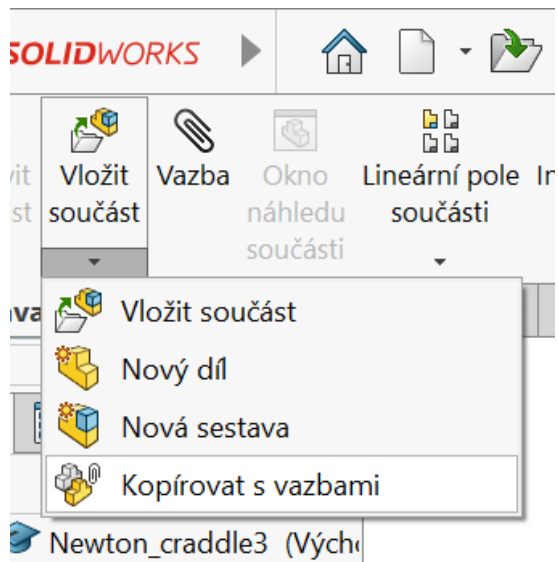 SOLIDWORKS
Vložit Vazba Okno Lineární pole
součást náhledu součásti
součásti
Vložit součást
Nový díl
Nová sestava
Kopírovat s vazbami
Newton_craddle3 (Vých